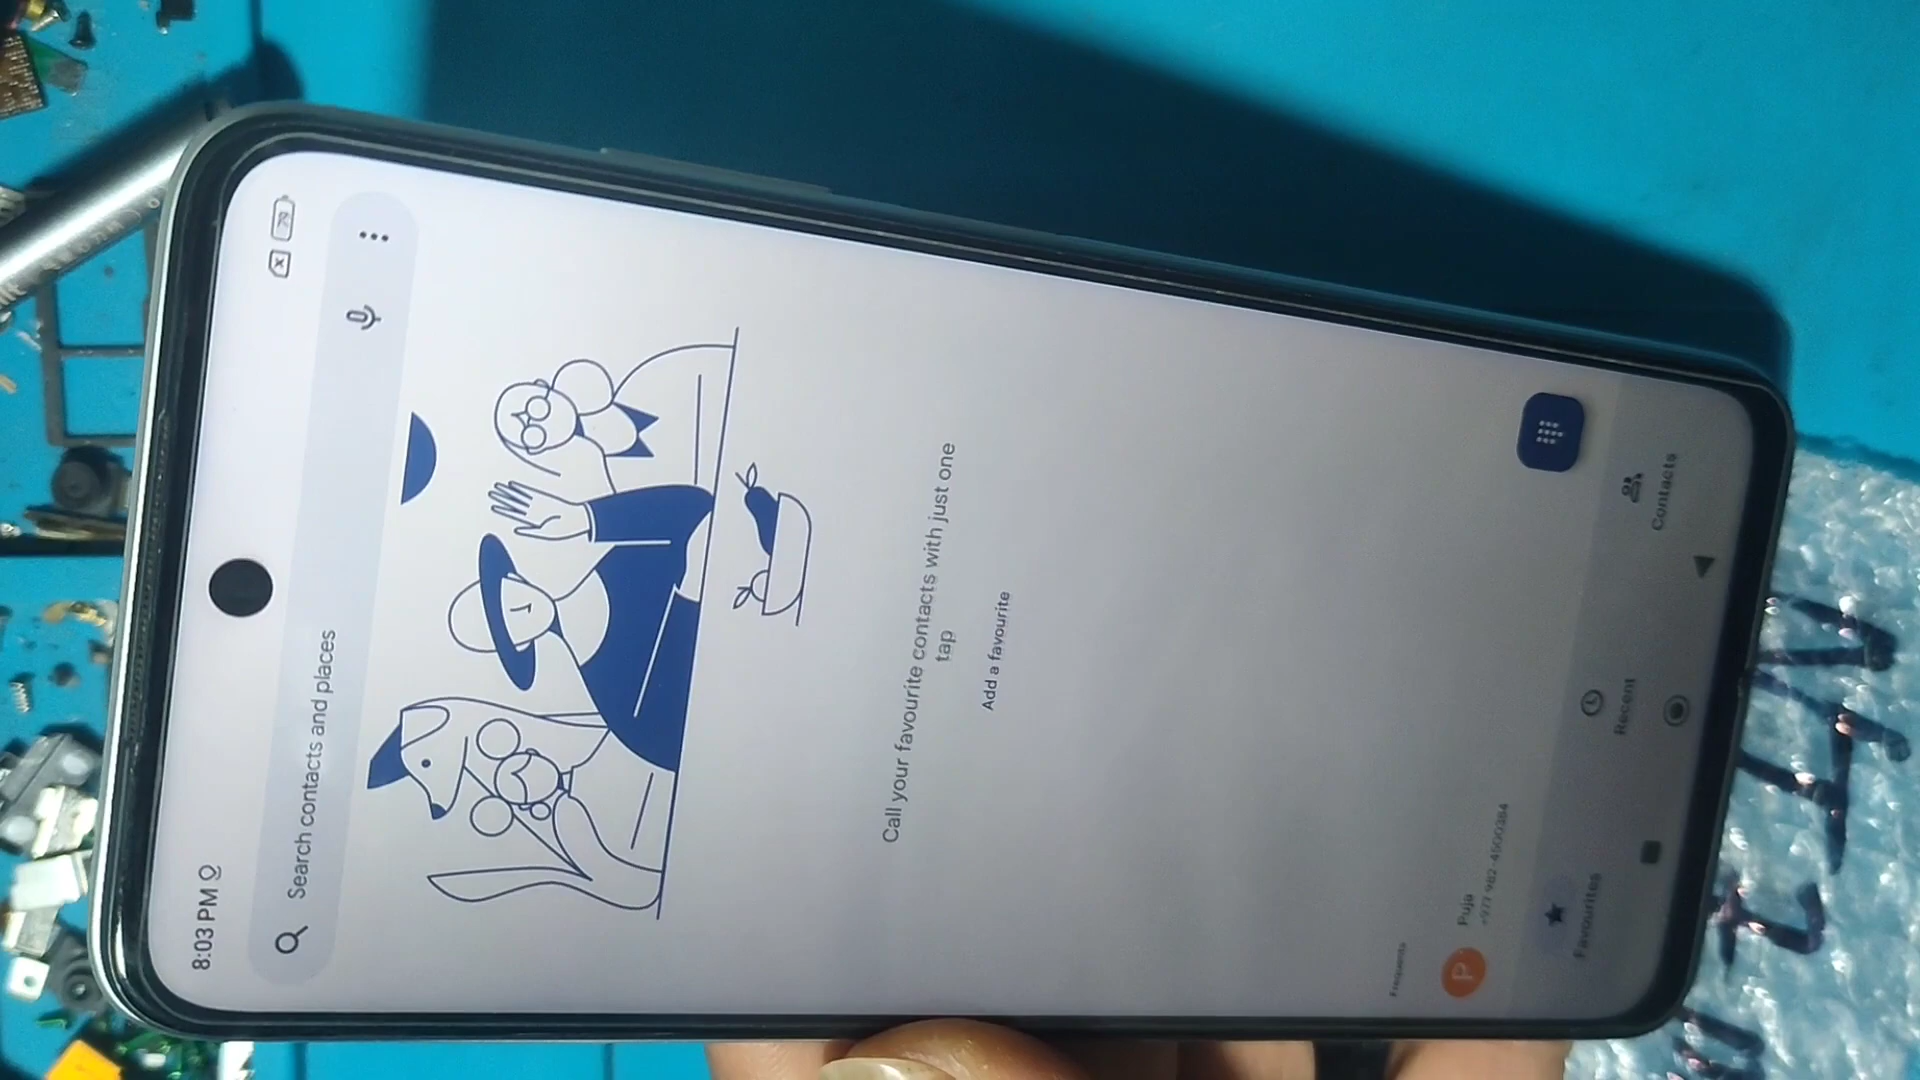 8:03 PM
79
Search contacts and places
Call your favourite contacts with just one
tap
Add a favourite
Frequents
P
Puja
Favourites
Recent
Contacts